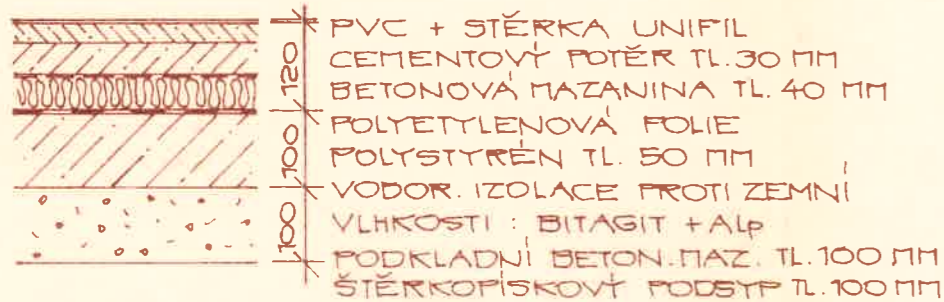 PVC + STĚRKA UNIFIL
CEMENTOVÝ POTĚR TL. 30 MM
BETONOVÁ MAZANINA TL. 40 MM
POLYETYLÉNOVÁ FOLIE
POLYSTYRÉN TL. 50 MM
VODOR. IZOLACE PROTI ZEMNÍ
VLHKOSTI : BITAGIT + ALP
PODKLADNÍ BETON. MAZ. TL. 100 MM
ŠTĚRKOPÍSKOVÝ PODSYP TL. 100 MM
120
100
100